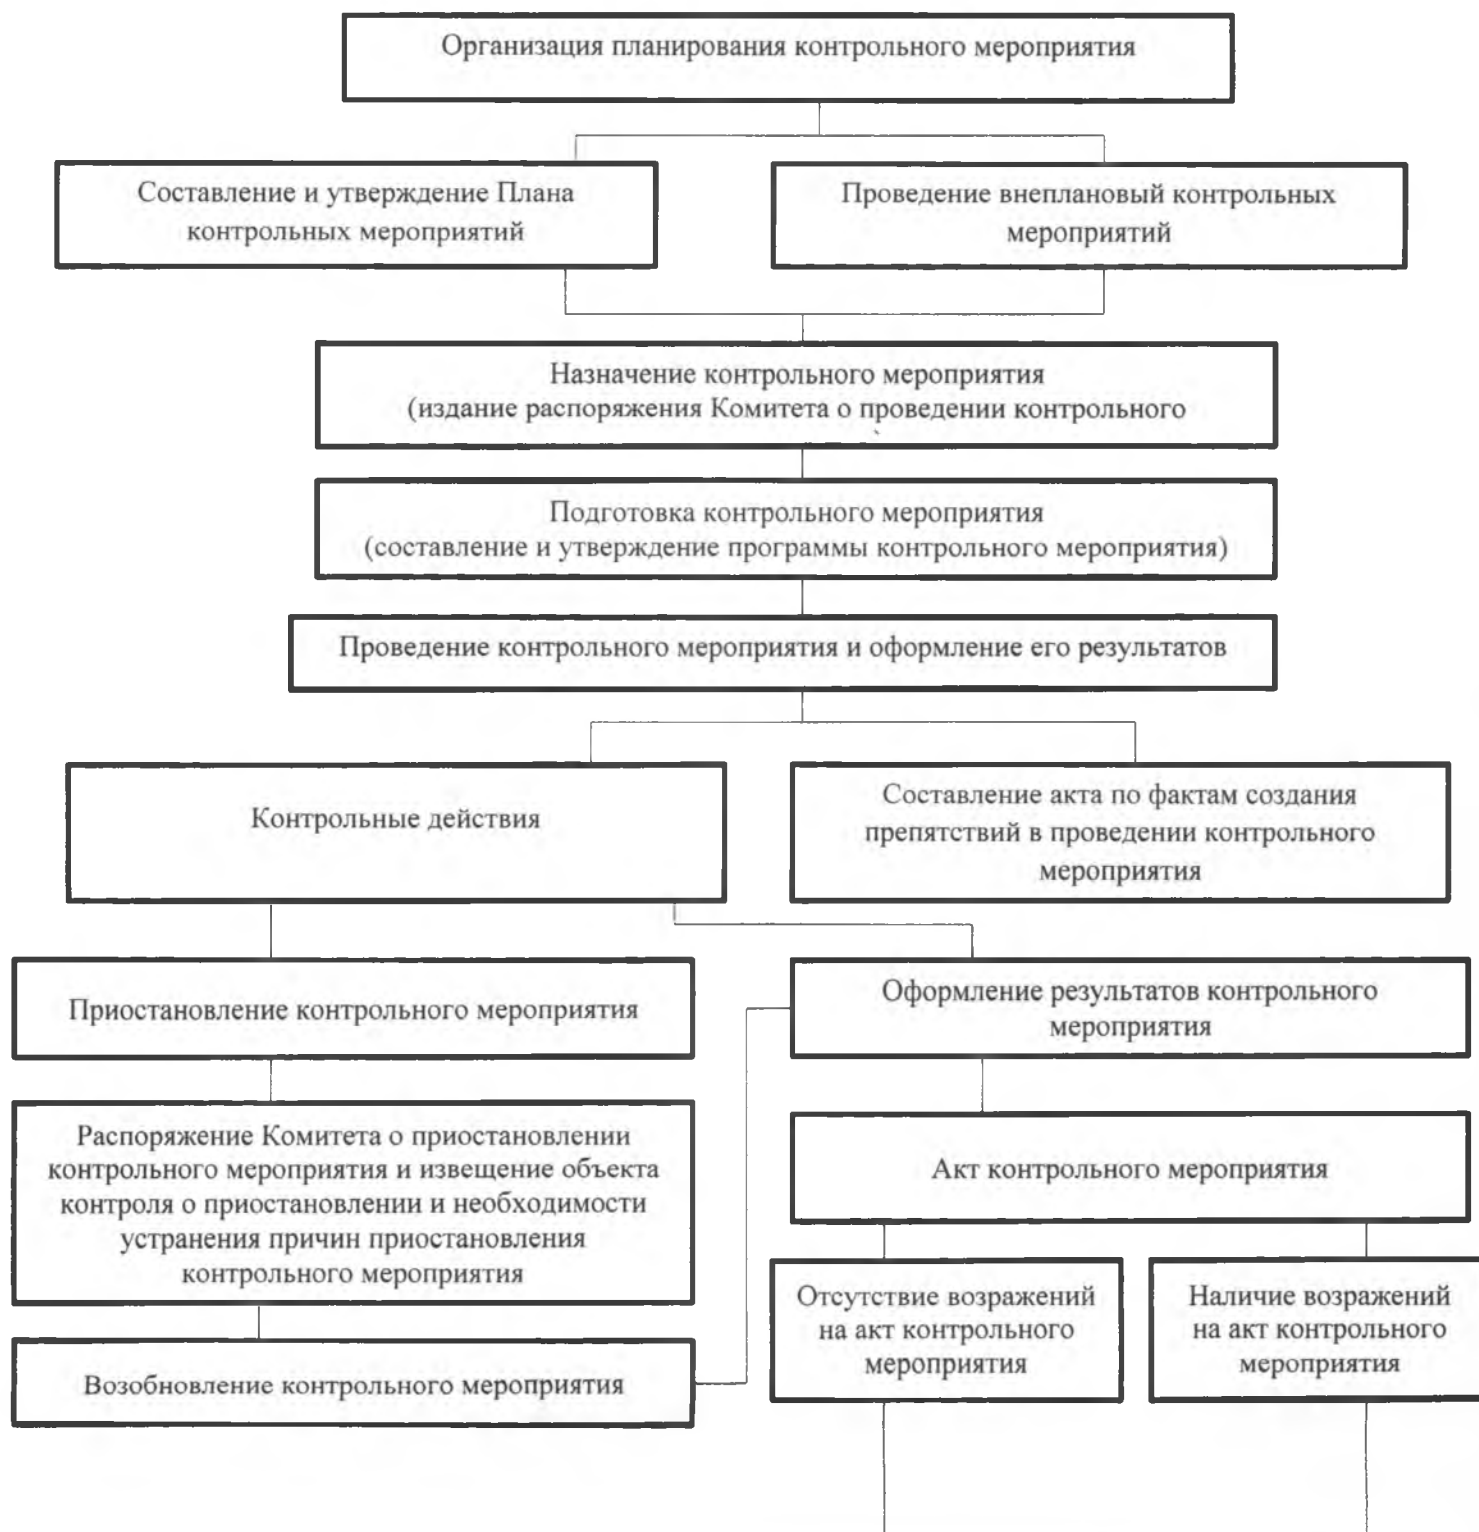 Организация планирования контрольного мероприятия
Составление и утверждение Плана
контрольных мероприятий
Проведение внеплановый контрольных
мероприятий
Назначение контрольного мероприятия
(издание распоряжения Комитета о проведении контрольного
Подготовка контрольного мероприятия
(составление и утверждение программы контрольного мероприятия)
Проведение контрольного мероприятия и оформление его результатов
Контрольные действия
Составление акта по фактам создания
препятствий в проведении контрольного
мероприятия
Приостановление контрольного мероприятия
Оформление результатов контрольного
мероприятия
Распоряжение Комитета о приостановлении
контрольного мероприятия и извещение объекта
контроля о приостановлении и необходимости
устранения причин приостановления
контрольного мероприятия
Акт контрольного мероприятия
Отсутствие возражений
на акт контрольного
мероприятия
Наличие возражений
на акт контрольного
мероприятия
Возобновление контрольного мероприятия